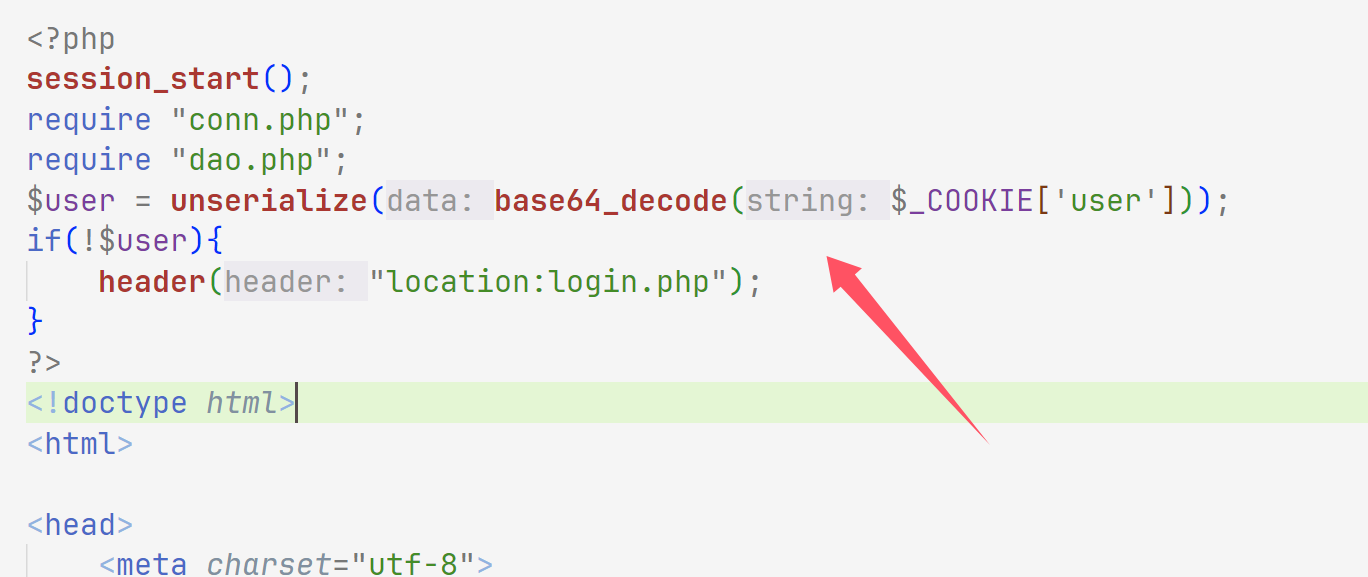 <?php
session_start();
require "conn.php";
require "dao.php";
$user = unserialize(data: base64_decode(string: $_COOKIE['user']));
if(!$user){
    header(header: "location:login.php");
}
?>
<!doctype html>
<html>
<head>
    <meta charset="utf-8">